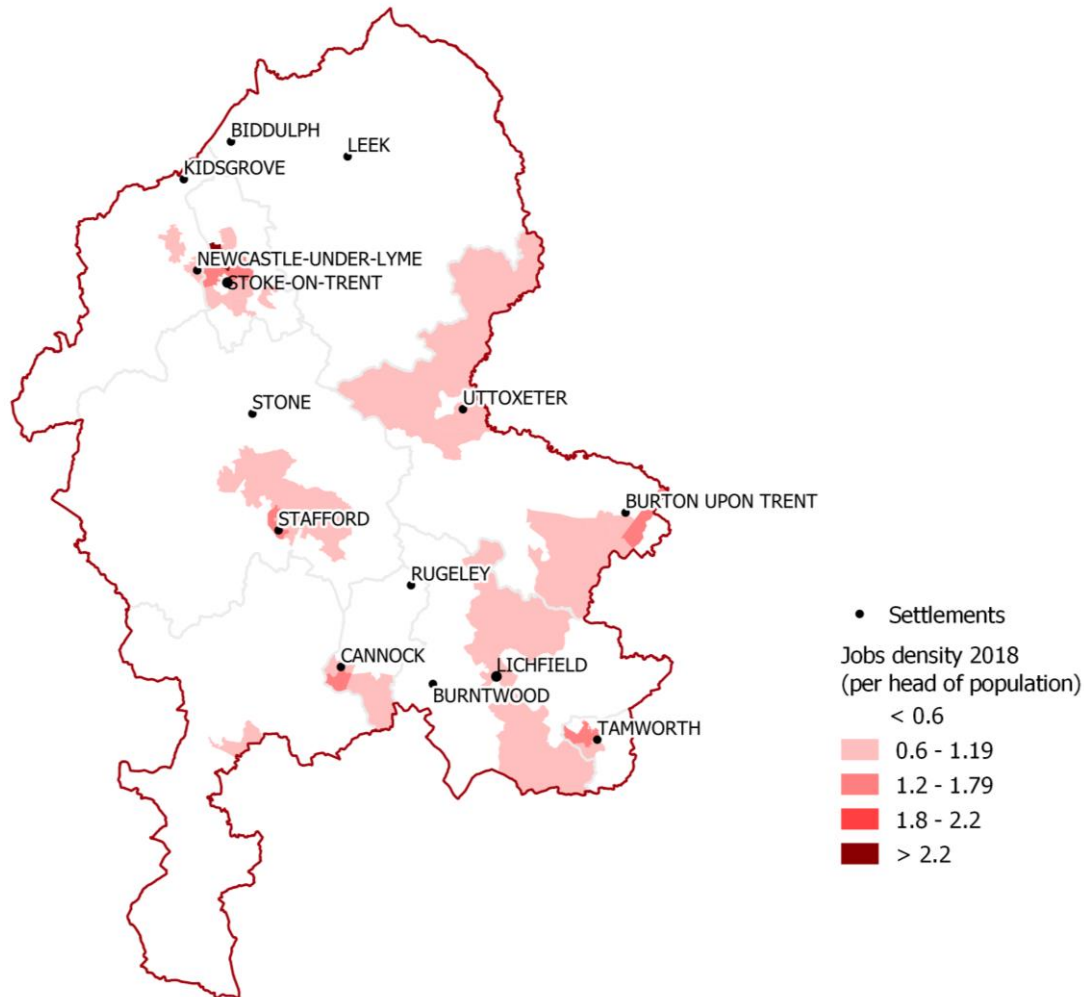 BIDDULPH
LEEK
KIDSGROVE
NEWCASTLE-UNDER-LYME
STOKE-ON-TRENT
STONE
UTTOXETER
STAFFORD
BURTON UPON TRENT
RUGELEY
CANNOCK
LICHFIELD
BURNTWOOD
TAMWORTH
Settlements
Jobs density 2018
(per head of population)
< 0.6
0.6 - 1.19
1.2 - 1.79
1.8 - 2.2
> 2.2